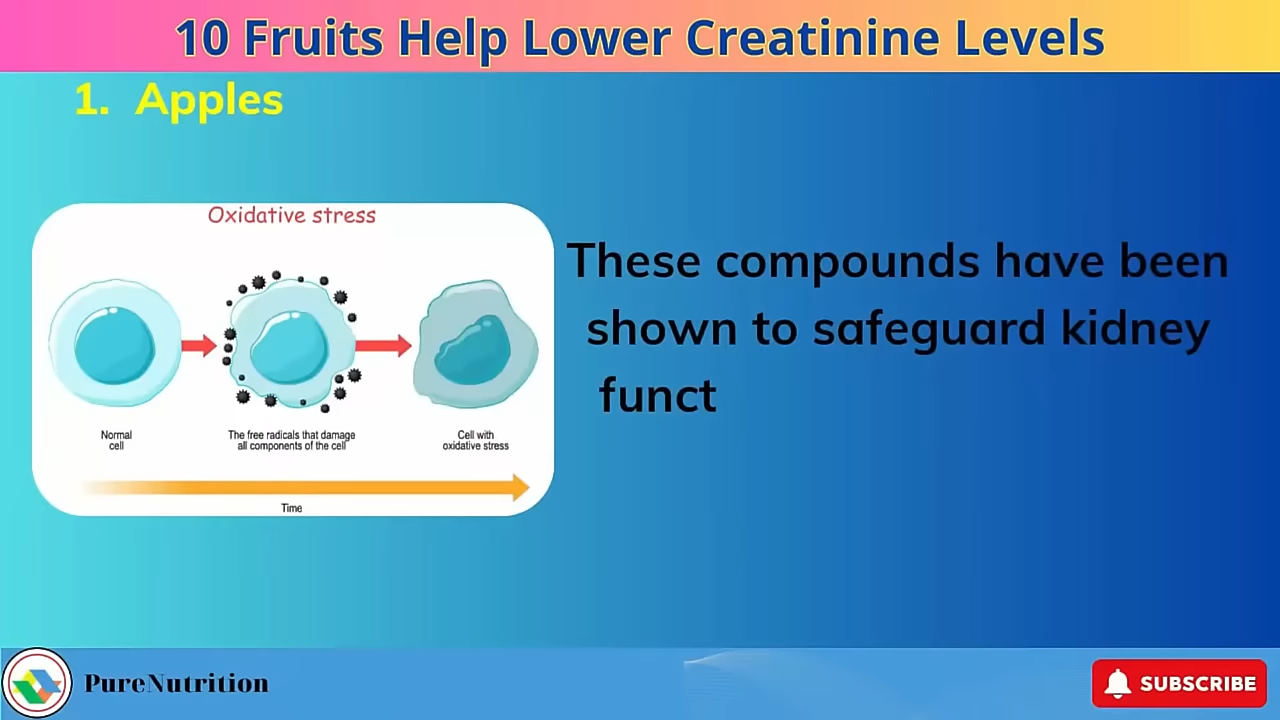 10 Fruits Help Lower Creatinine Levels
1. Apples
Oxidative stress
These compounds have been
shown to safeguard kidney
funct
Normal
cell
The free radicals that damage
all components of the cell
Cell with
oxidative stress
Time
PureNutrition
SUBSCRIBE